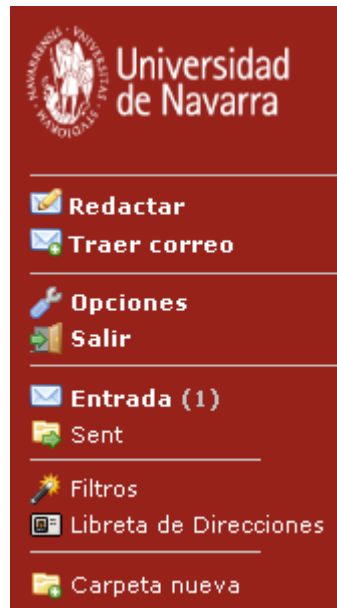 Universidad
de Navarra
Redactar
Traer correo
Opciones
Salir
Entrada (1)
Sent
Filtros
Libreta de Direcciones
Carpeta nueva